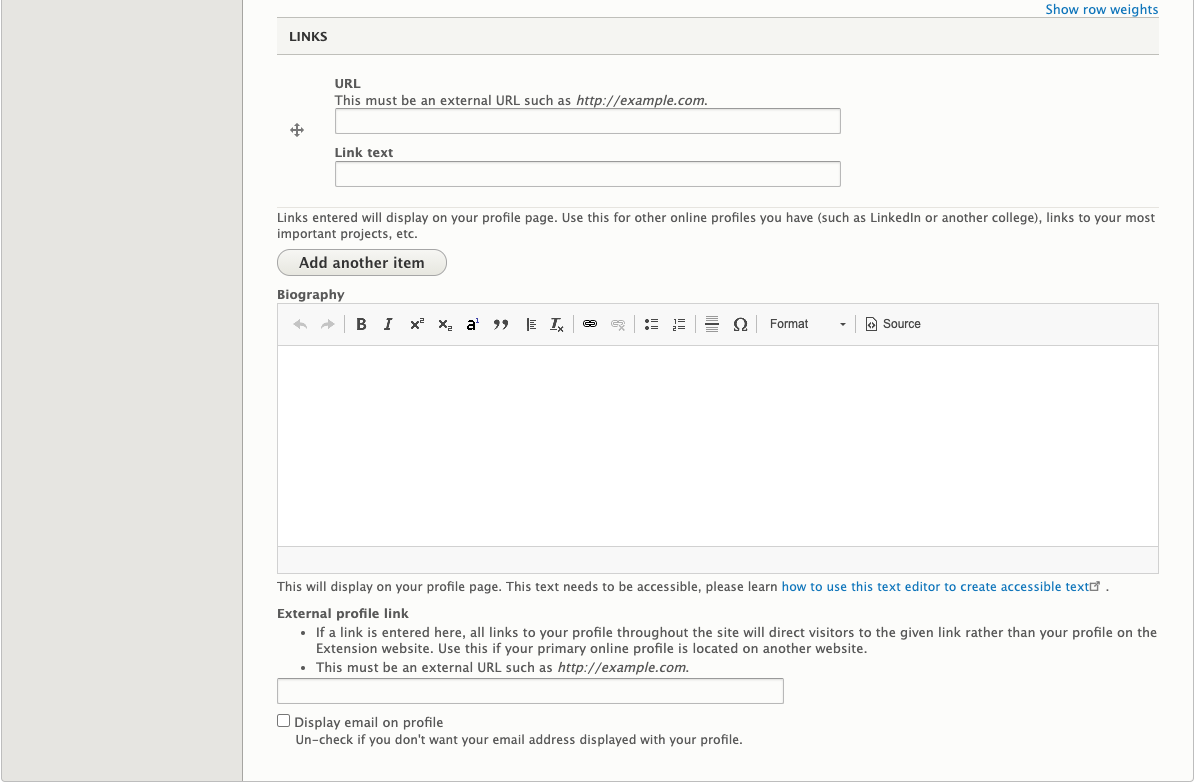 Show row weights
LINKS
URL
This must be an external URL such as http://example.com.
Link text
Links entered will display on your profile page. Use this for other online profiles you have (such as LinkedIn or another college), links to your most
important projects, etc.
Add another item
Biography
B I x² x₂ a¹ Format Source
This will display on your profile page. This text needs to be accessible, please learn how to use this text editor to create accessible text .
External profile link
• If a link is entered here, all links to your profile throughout the site will direct visitors to the given link rather than your profile on the
Extension website. Use this if your primary online profile is located on another website.
• This must be an external URL such as http://example.com.
Display email on profile
Un-check if you don't want your email address displayed with your profile.